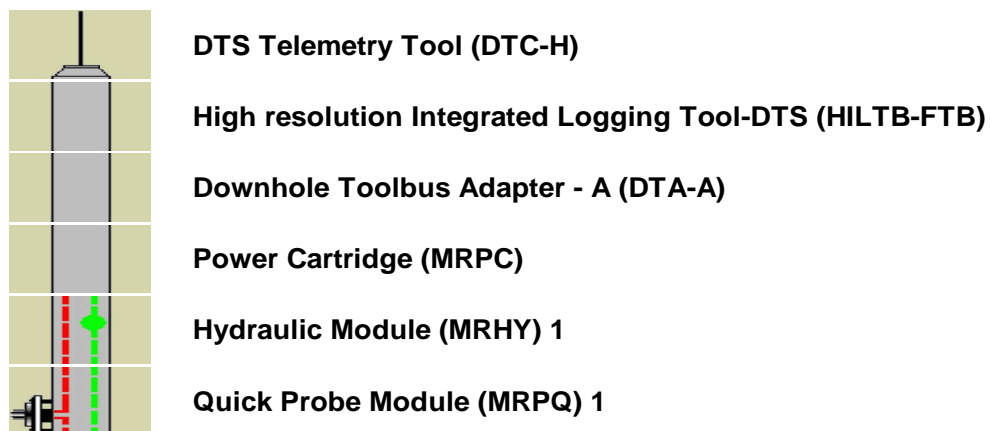 DTS Telemetry Tool (DTC-H)
High resolution Integrated Logging Tool-DTS (HILTB-FTB)
Downhole Toolbus Adapter - A (DTA-A)
Power Cartridge (MRPC)
Hydraulic Module (MRHY) 1
Quick Probe Module (MRPQ) 1